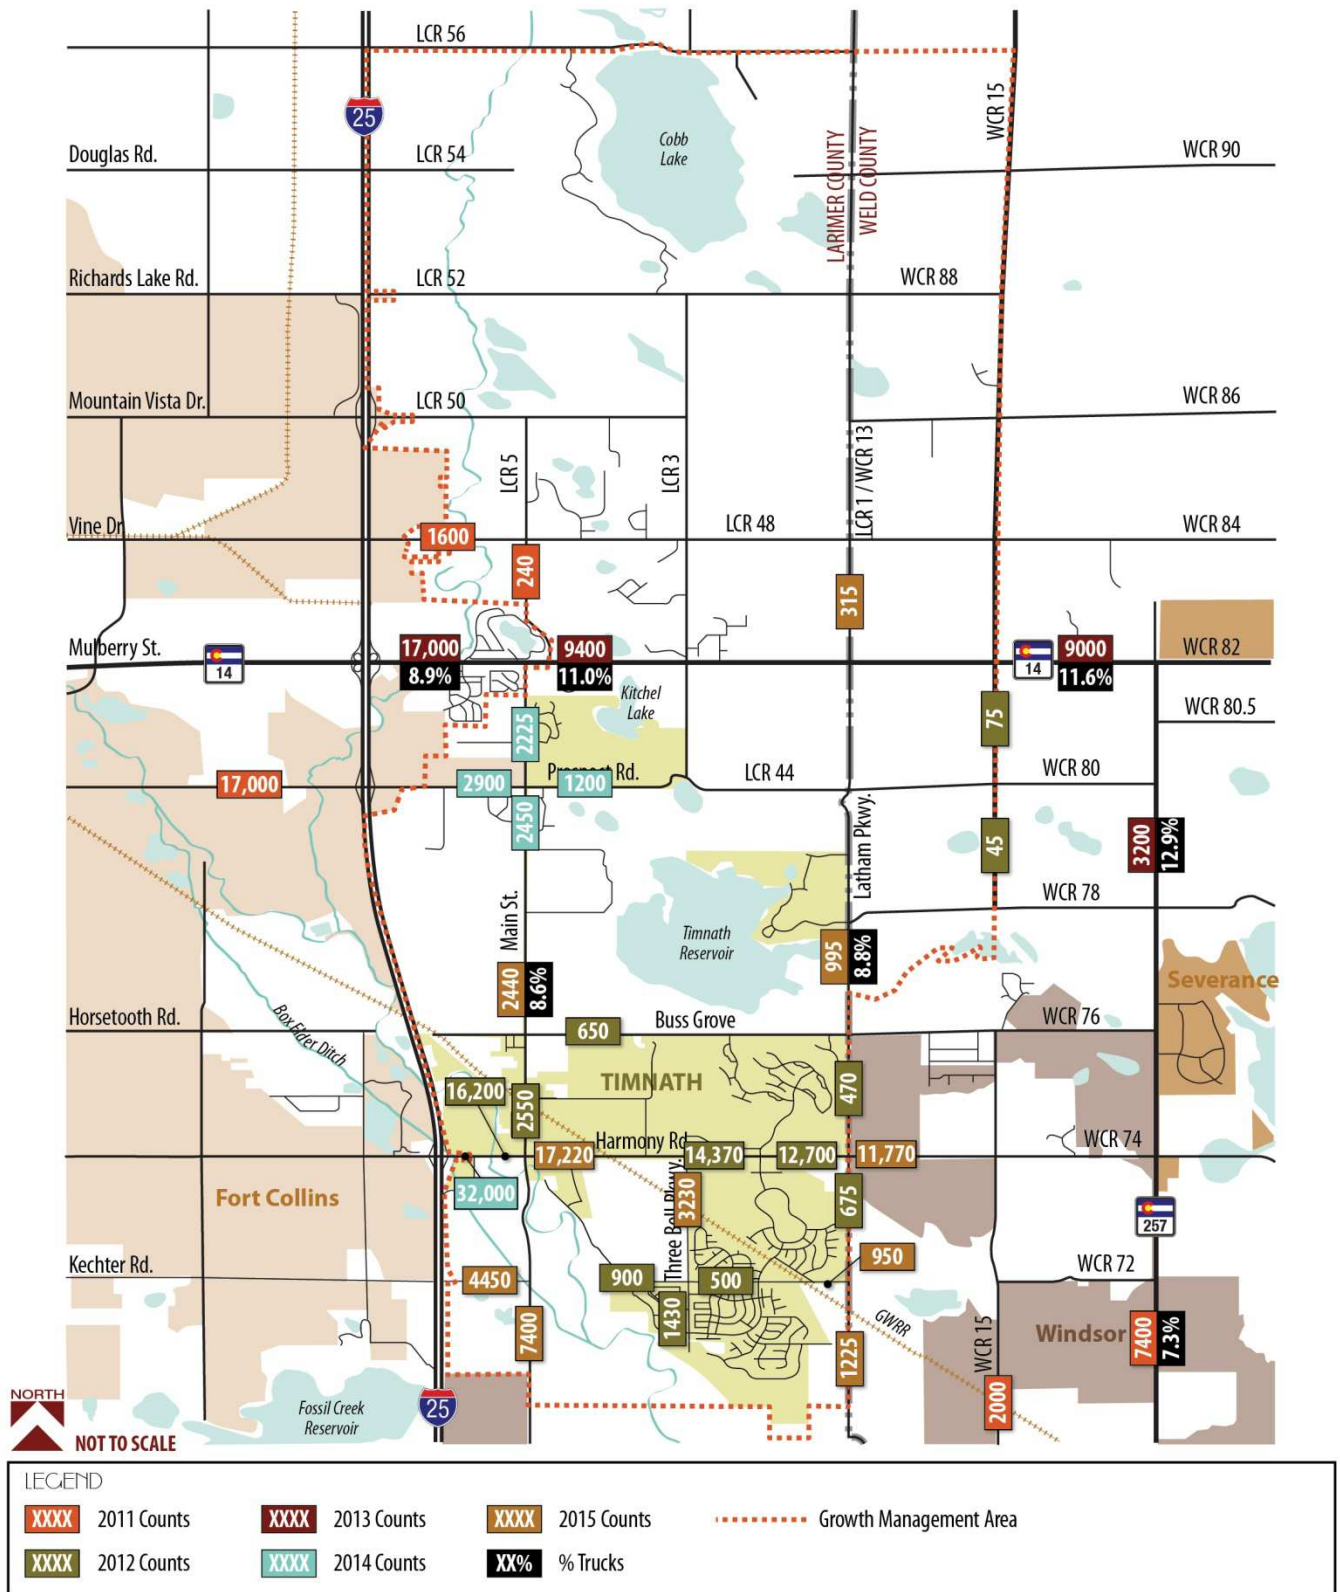 LCR 56
25
WCR 15
Cobb
Lake
Douglas Rd.
LCR 54
WCR 90
LARIMER COUNTY
WELD COUNTY
Richards Lake Rd.
LCR 52
WCR 88
Mountain Vista Dr.
LCR 50
WCR 86
LCR 5
LCR 3
LCR 1 / WCR 13
Vine Dr
1600
LCR 48
WCR 84
240
315
Mulberry St.
14
17,000
8.9%
9400
11.0%
14
9000
11.6%
WCR 82
Kitchel
Lake
2225
75
WCR 80.5
17,000
2900
Prospect Rd.
1200
LCR 44
WCR 80
2450
Latham Pkwy.
45
3200
12.9%
WCR 78
Main St.
Timnath
Reservoir
2440
8.6%
995
8.8%
Severance
Horsetooth Rd.
Box Elder Ditch
650
Buss Grove
WCR 76
TIMNATH
16,200
2550
470
Harmony Rd
17,220
14,370
12,700
11,770
WCR 74
Fort Collins
32,000
3230
Three Bell Pkwy.
675
257
950
Kechter Rd.
4450
900
500
WCR 72
1430
7400
1225
GWRR
WCR 15
Windsor
7400
7.3%
2000
NORTH
NOT TO SCALE
Fossil Creek
Reservoir
25
LEGEND
XXXX 2011 Counts
XXXX 2013 Counts
XXXX 2015 Counts
Growth Management Area
XXXX 2012 Counts
XXXX 2014 Counts
XX% % Trucks